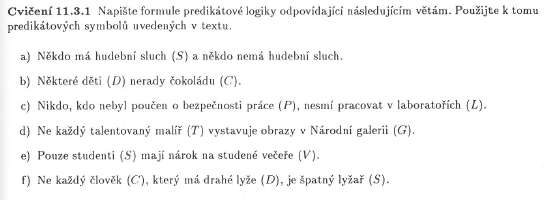 Cvičení 11.3.1 Napište formule predikátové logiky odpovídající následujícím větám. Použijte k tomu
predikátových symbolů uvedených v textu.
a) Někdo má hudební sluch (S) a někdo nemá hudební sluch.
b) Některé děti (D) nerady čokoládu (C).
c) Nikdo, kdo nebyl poučen o bezpečnosti práce (P), nesmí pracovat v laboratořích (L).
d) Ne každý talentovaný malíř (T) vystavuje obrazy v Národní galerii (G).
e) Pouze studenti (S) mají nárok na studené večeře (V).
f) Ne každý člověk (C), který má drahé lyže (D), je špatný lyžař (S).